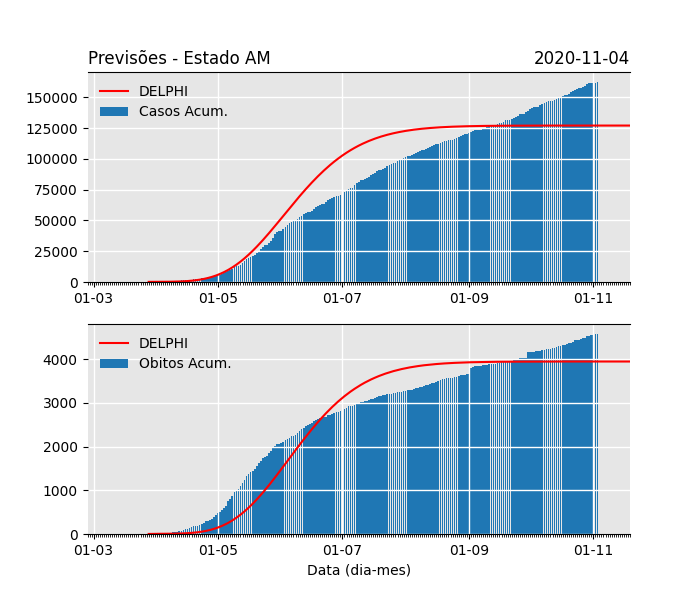 Previsões - Estado AM 2020-11-04
DELPHI
Casos Acum.
150000
125000
100000
75000
50000
25000
0
01-03 01-05 01-07 01-09 01-11
DELPHI
Obitos Acum.
4000
3000
2000
1000
0
01-03 01-05 01-07 01-09 01-11
Data (dia-mes)